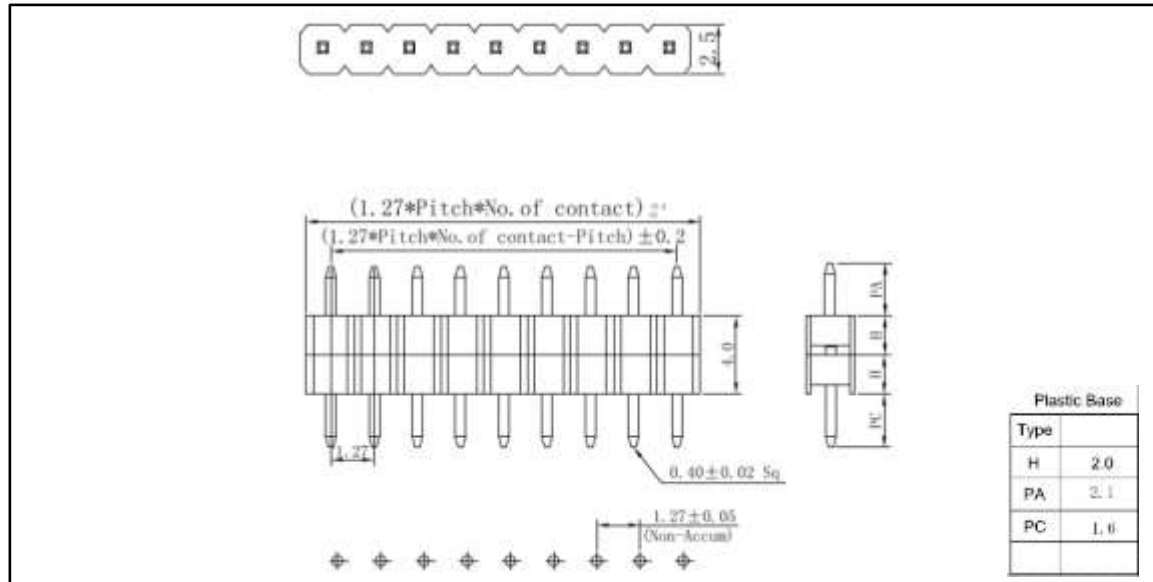 2.5
(1.27*Pitch*No.of contact)
(1.27*Pitch*No.of contact-Pitch)±0.2
PA
H
4.0
H
PC
1.27
0.40±0.02 Sq
1.27±0.05
(Non-Accum)
Plastic Base
Type
H 2.0
PA 2.1
PC 1.6